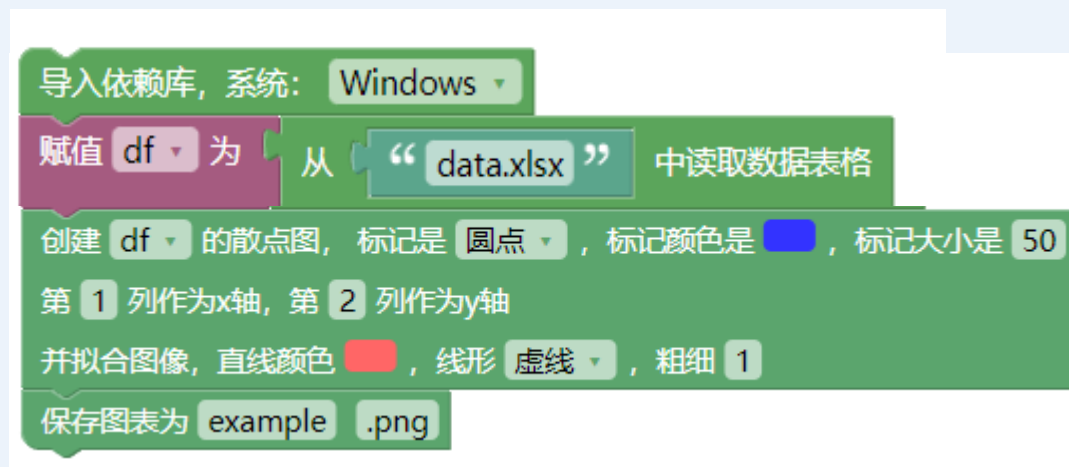 导入依赖库，系统： Windows
赋值 df 为 从 “ data.xlsx ” 中读取数据表格
创建 df 的散点图， 标记是 圆点 ，标记颜色是 ，标记大小是 50
第 1 列作为x轴，第 2 列作为y轴
并拟合图像，直线颜色 ，线形 虚线 ，粗细 1
保存图表为 example .png